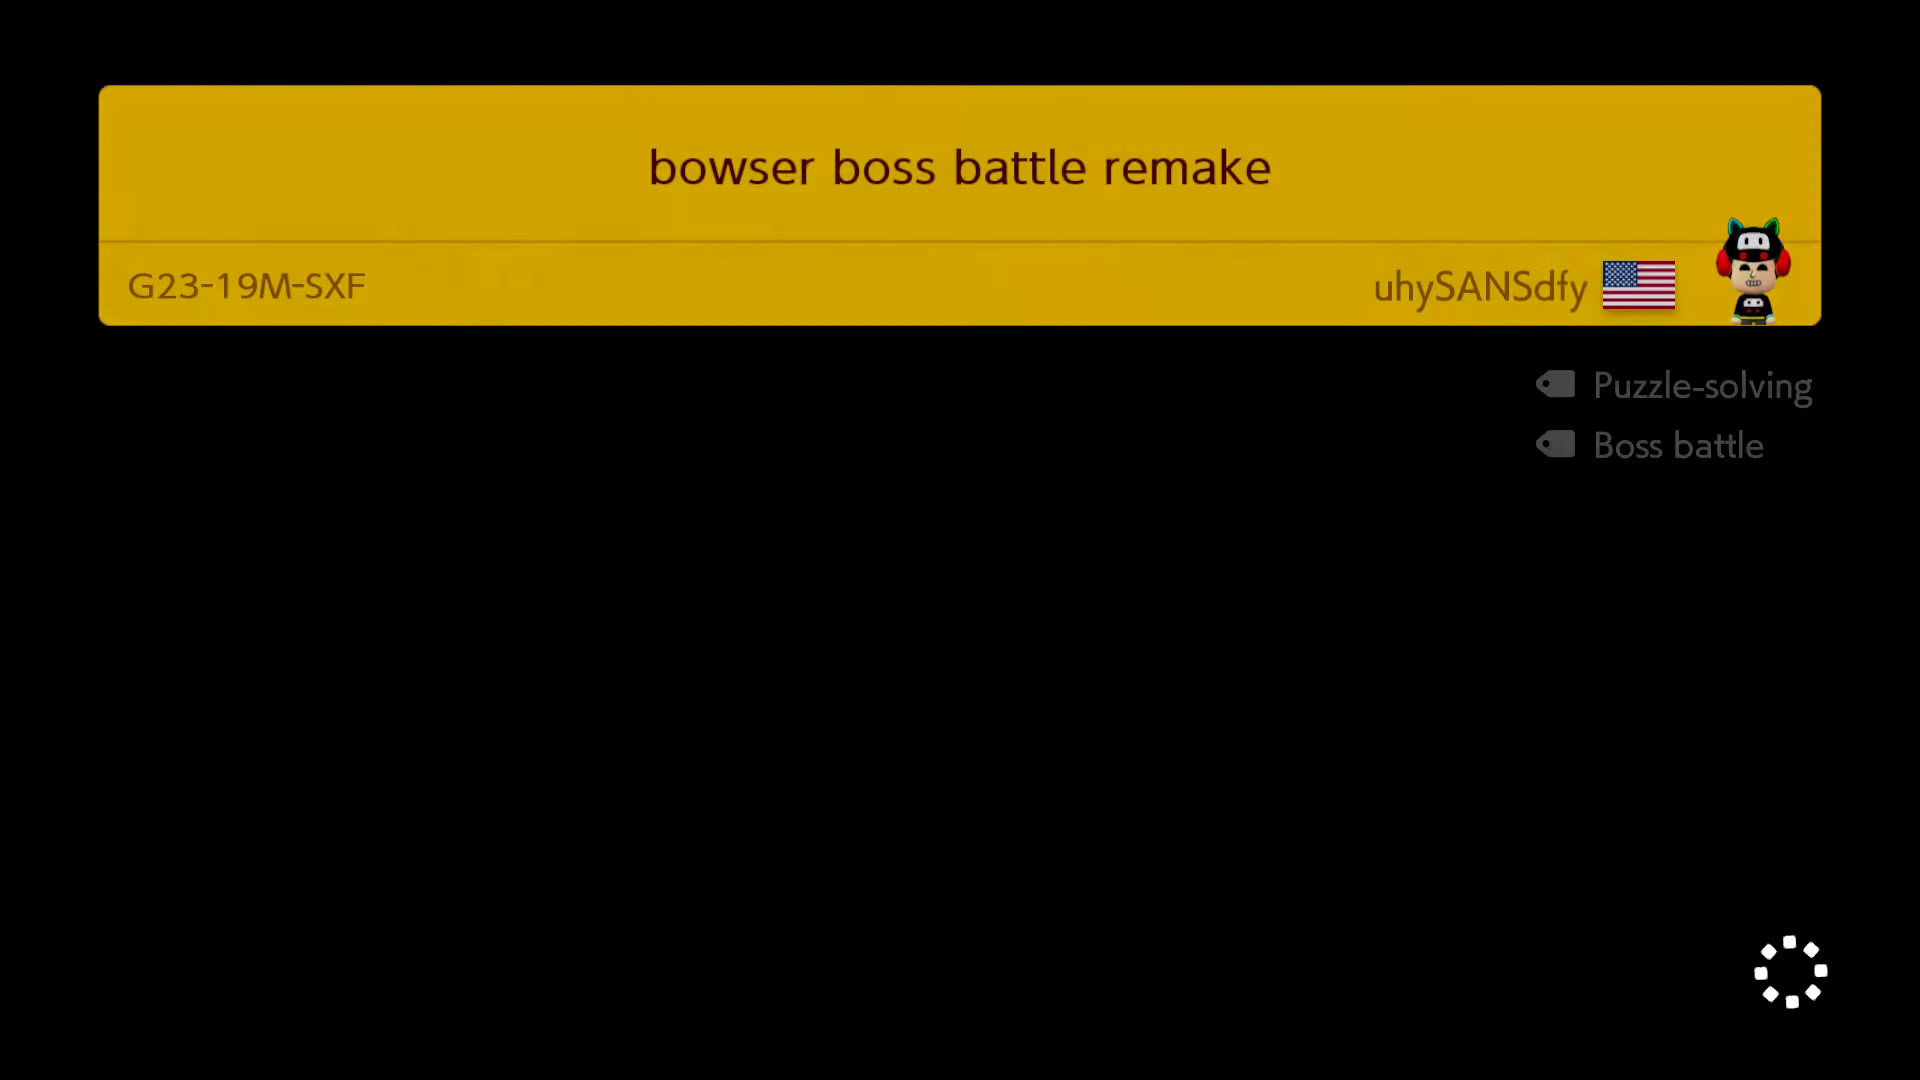 bowser boss battle remake
G23-19M-SXF
uhySANSdfy
Puzzle-solving
Boss battle